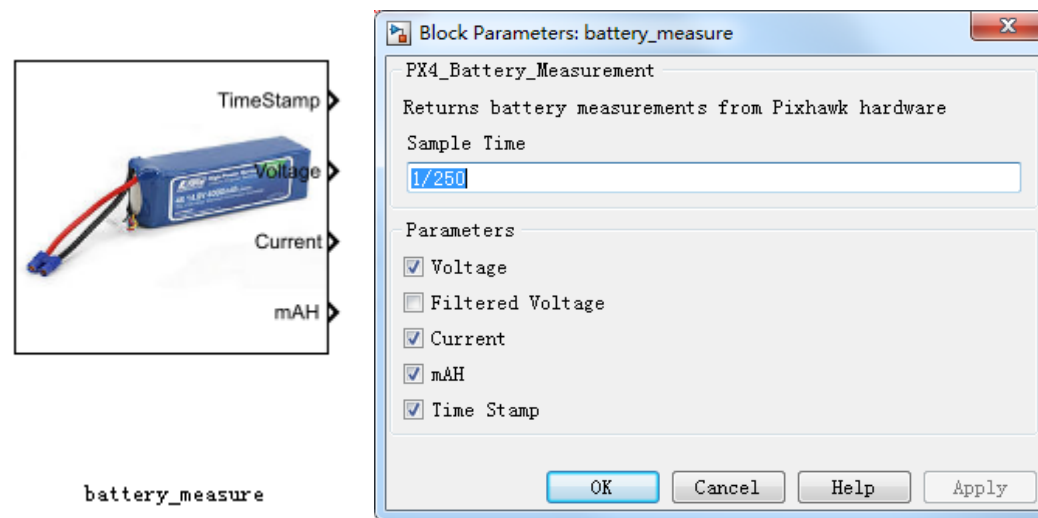 TimeStamp
Voltage
Current
mAH
battery_measure
Block Parameters: battery_measure
PX4_Battery_Measurement
Returns battery measurements from Pixhawk hardware
Sample Time
1/250
Parameters
Voltage
Filtered Voltage
Current
mAH
Time Stamp
OK
Cancel
Help
Apply